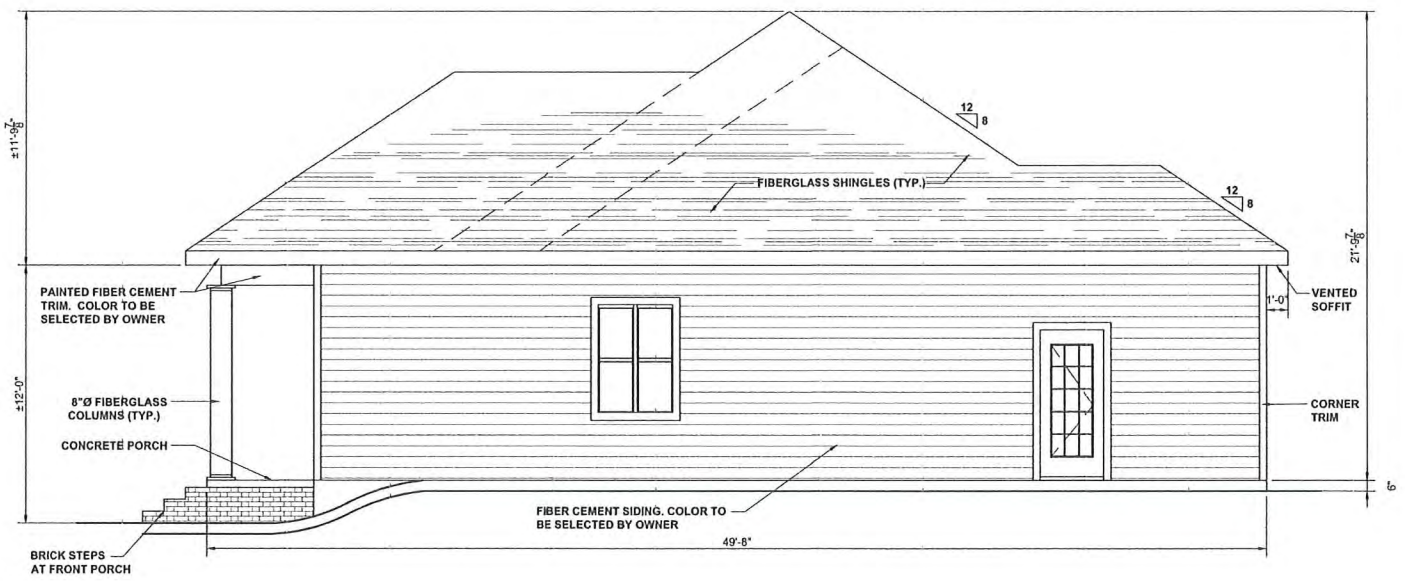 12
8
FIBERGLASS SHINGLES (TYP.)
12
8
±11'-9 7/8"
21'-9 7/8"
PAINTED FIBER CEMENT
TRIM. COLOR TO BE
SELECTED BY OWNER
VENTED
SOFFIT
1'-0"
±12'-0"
8"Ø FIBERGLASS
COLUMNS (TYP.)
CORNER
TRIM
CONCRETE PORCH
6"
FIBER CEMENT SIDING. COLOR TO
BE SELECTED BY OWNER
49'-8"
BRICK STEPS
AT FRONT PORCH